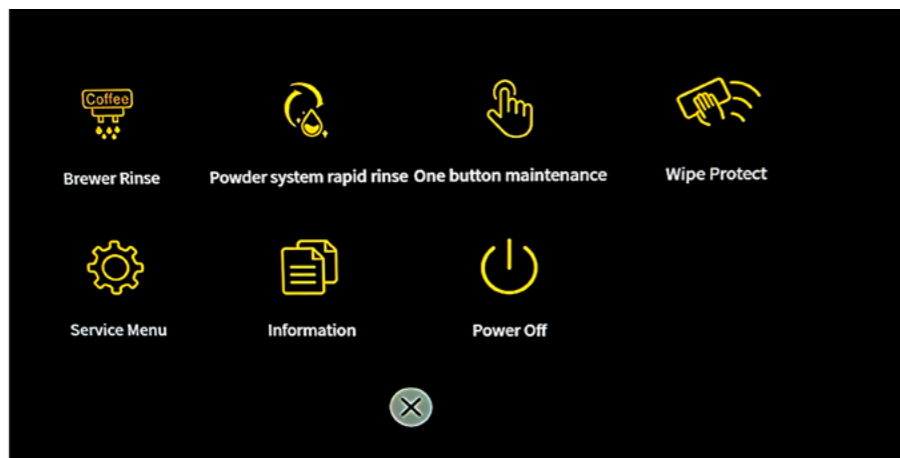 Coffee
Brewer Rinse
Powder system rapid rinse
One button maintenance
Wipe Protect
Service Menu
Information
Power Off